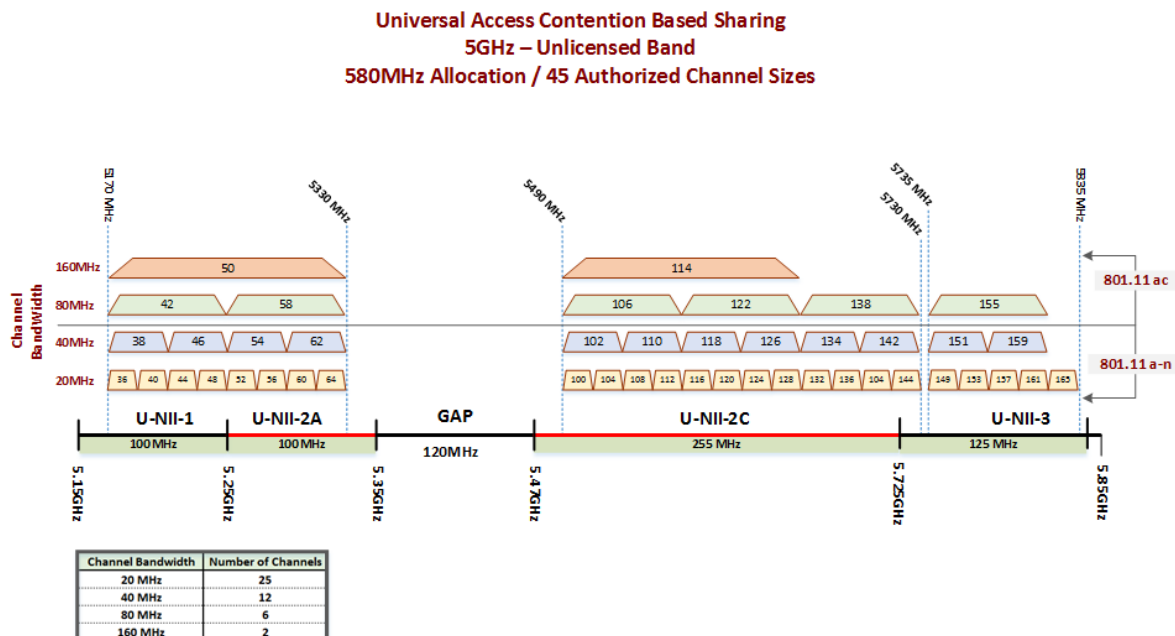 Universal Access Contention Based Sharing
5GHz – Unlicensed Band
580MHz Allocation / 45 Authorized Channel Sizes
5170 MHz
5330 MHz
5490 MHz
5735 MHz
5730 MHz
5835 MHz
Channel BandWidth
160MHz
50
114
801.11 ac
80MHz
42 58 106 122 138 155
40MHz
38 46 54 62 102 110 118 126 134 142 151 159
801.11 a-n
20MHz
36 40 44 48 52 56 60 64 100 104 108 112 116 120 124 128 132 136 104 144 149 153 157 161 165
U-NII-1 U-NII-2A GAP U-NII-2C U-NII-3
100 MHz 100 MHz 120MHz 255 MHz 125 MHz
5.15GHz 5.25GHz 5.35GHz 5.47GHz 5.725GHz 5.85GHz
Channel Bandwidth Number of Channels
20 MHz 25
40 MHz 12
80 MHz 6
160 MHz 2